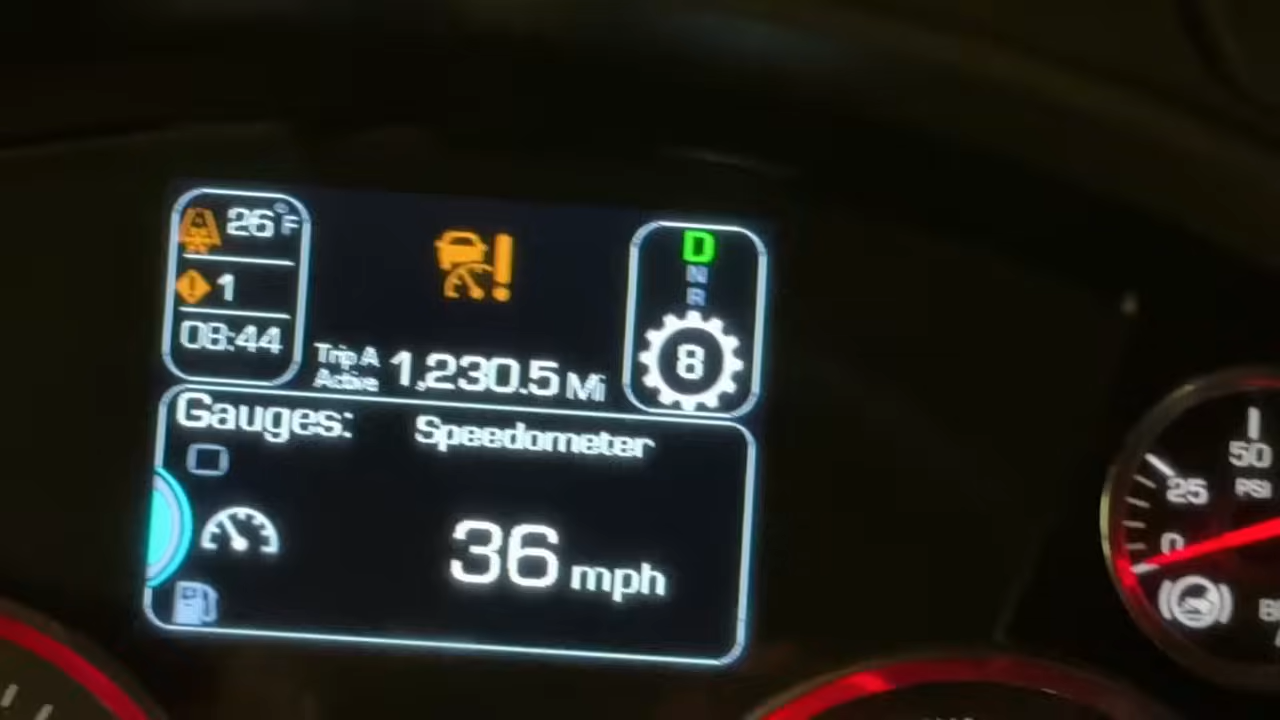 26°F
1
08:44
Trip A
Active
1,230.5 Mi
D
N
R
8
Gauges:
Speedometer
36 mph
50
25
PSI
0